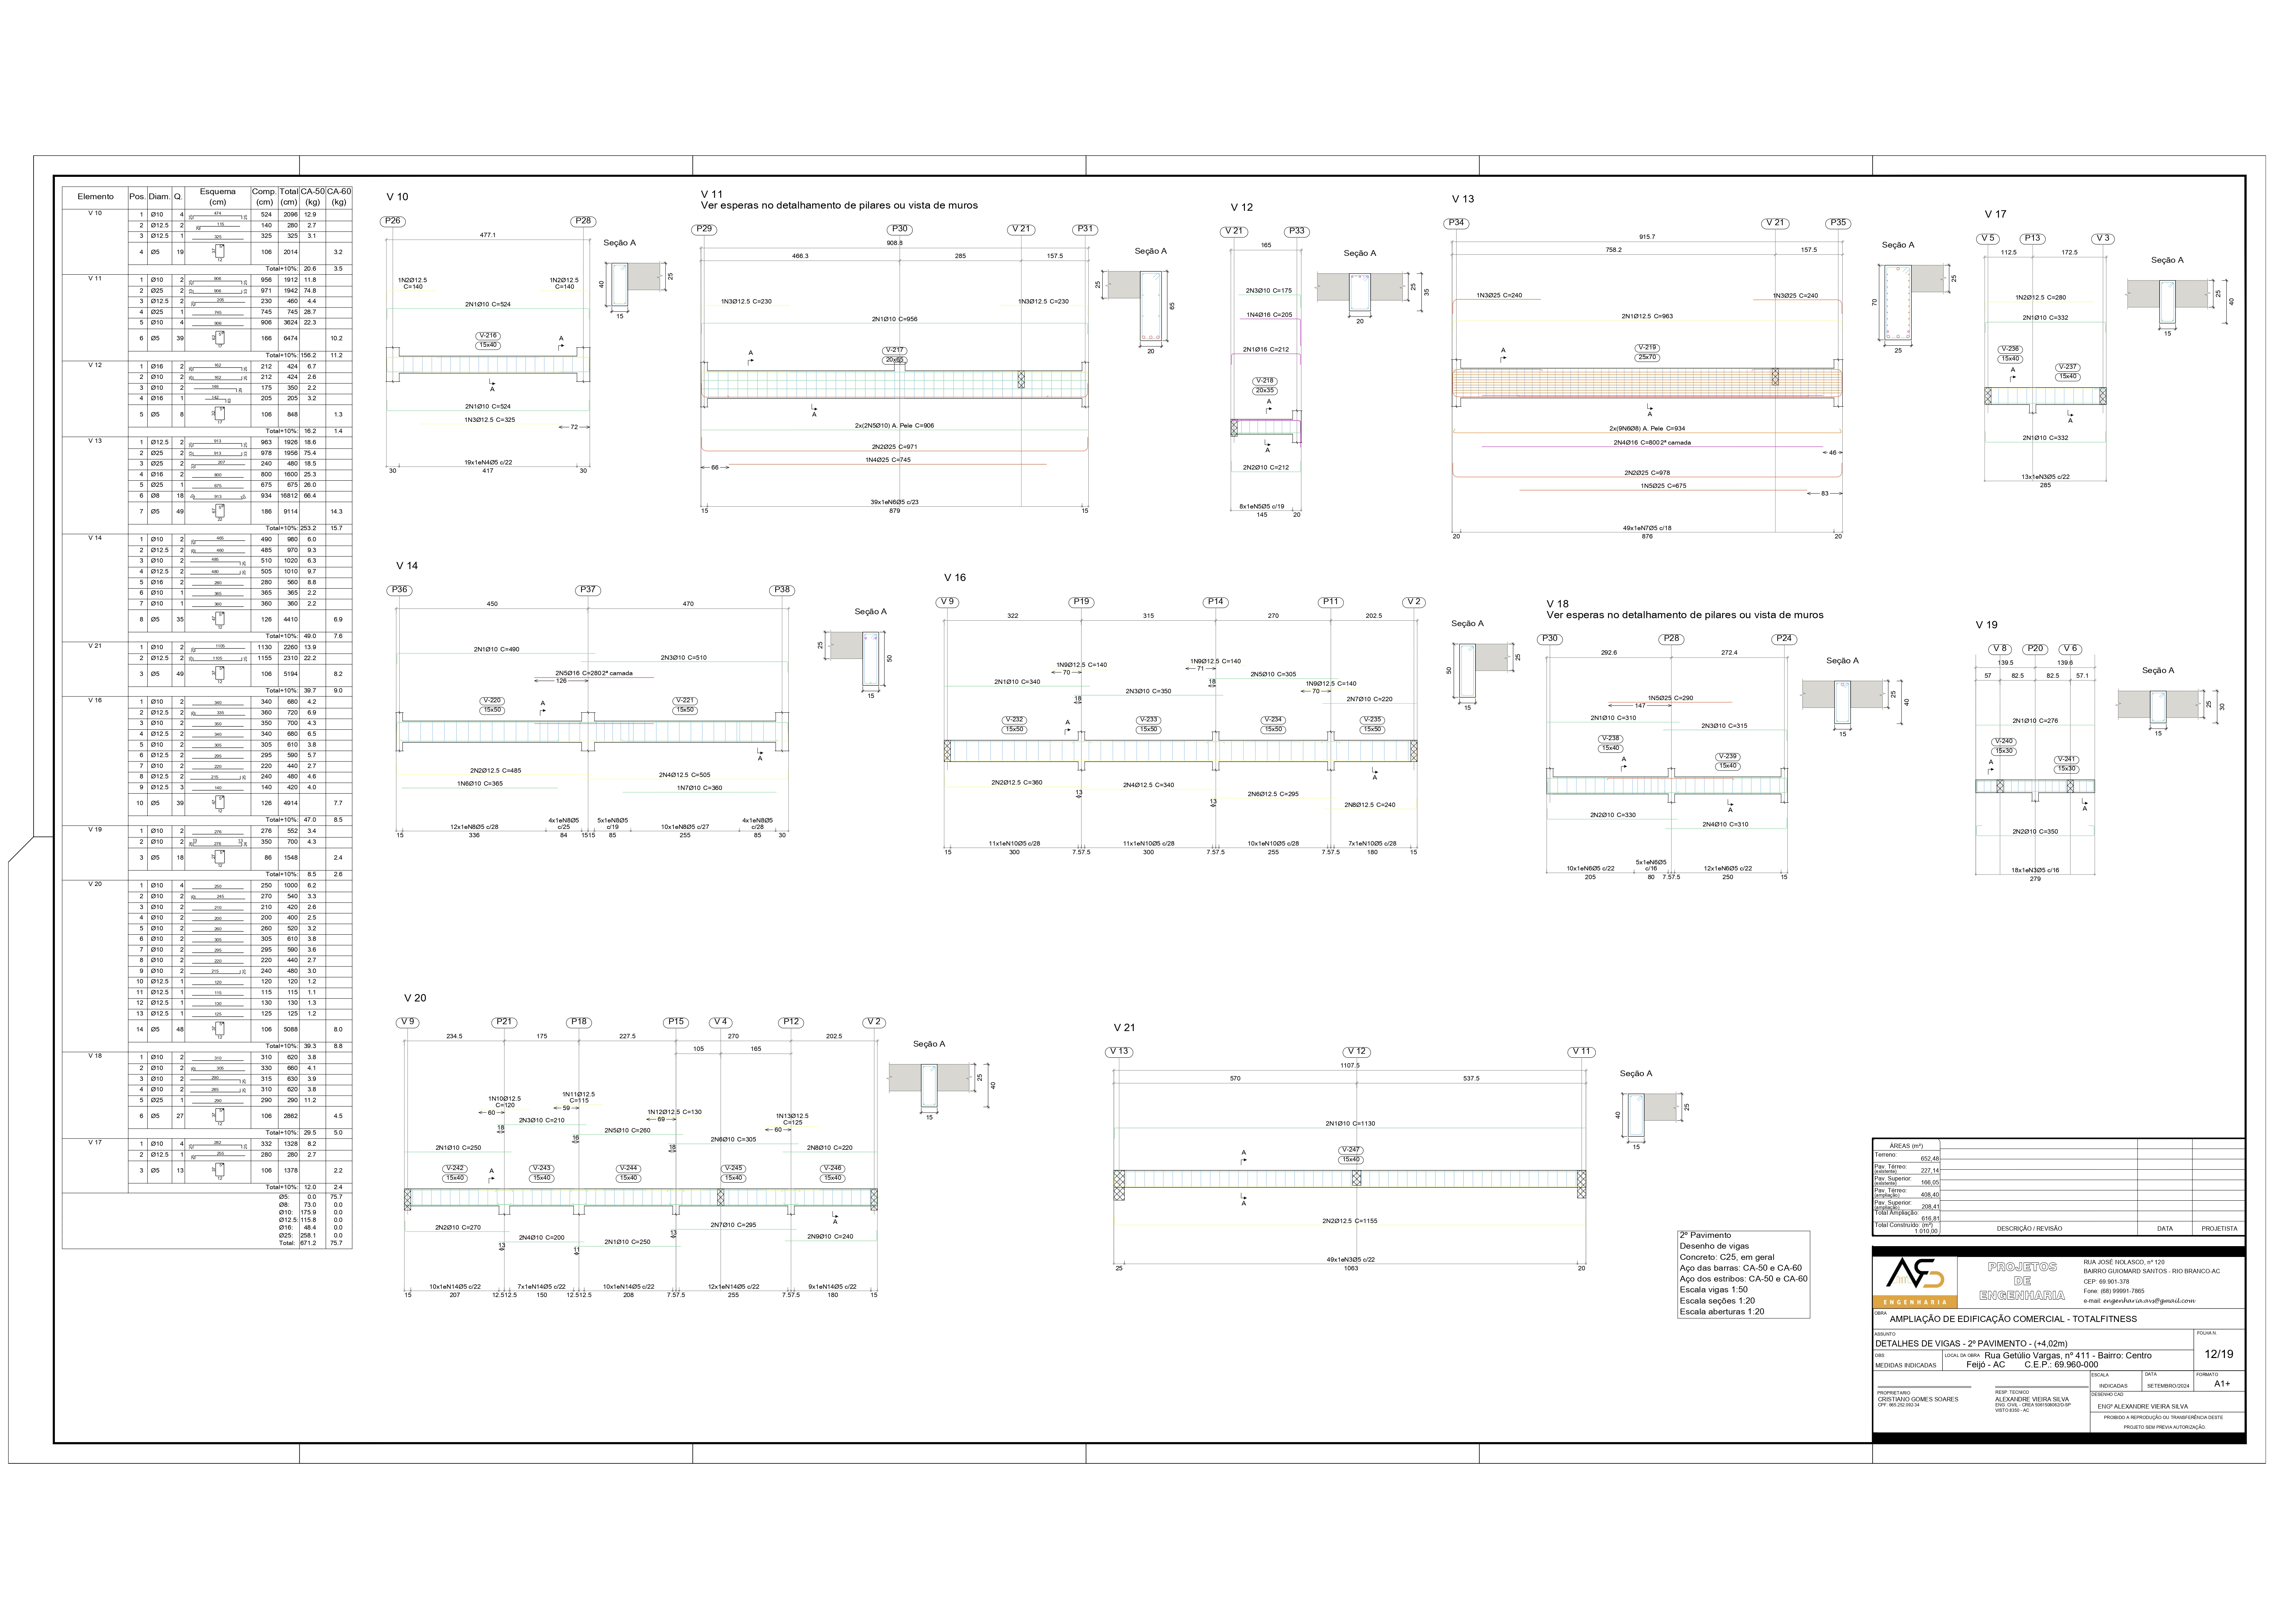 Elemento Pos. Diam. Q. Esquema (cm) Comp. (cm) Total (cm) CA-50 (kg) CA-60 (kg)
V 10
1 Ø10 4 474 524 2096 12.9
2 Ø12.5 2 115 140 280 2.7
3 Ø12.5 1 325 325 325 3.1
4 Ø5 19 106 2014 3.2
Total+10%: 20.6 3.5
V 11
1 Ø10 2 906 956 1912 11.8
2 Ø25 2 906 971 1942 74.8
3 Ø12.5 2 205 230 460 4.4
4 Ø25 1 745 745 745 28.7
5 Ø10 4 906 906 3624 22.3
6 Ø5 39 166 6474 10.2
Total+10%: 156.2 11.2
V 12
1 Ø16 2 162 212 424 6.7
2 Ø10 2 162 212 424 2.6
3 Ø10 2 175 350 2.2
4 Ø16 1 142 205 205 3.2
5 Ø5 8 106 848 1.3
Total+10%: 16.2 1.4
V 13
1 Ø12.5 2 913 963 1926 18.6
2 Ø25 2 913 978 1956 75.4
3 Ø25 2 207 240 480 18.5
4 Ø16 2 800 800 1600 25.3
5 Ø25 1 675 675 675 26.0
6 Ø8 18 913 934 16812 66.4
7 Ø5 49 186 9114 14.3
Total+10%: 253.2 15.7
V 14
1 Ø10 2 465 490 980 6.0
2 Ø12.5 2 460 485 970 9.3
3 Ø10 2 485 510 1020 6.3
4 Ø12.5 2 480 505 1010 9.7
5 Ø16 2 280 280 560 8.8
6 Ø10 1 365 365 365 2.2
7 Ø10 1 360 360 360 2.2
8 Ø5 35 126 4410 6.9
Total+10%: 49.0 7.6
V 21
1 Ø10 2 1105 1130 2260 13.9
2 Ø12.5 2 1105 1155 2310 22.2
3 Ø5 49 106 5194 8.2
Total+10%: 39.7 9.0
V 16
1 Ø10 2 340 340 680 4.2
2 Ø12.5 2 335 360 720 6.9
3 Ø10 2 350 350 700 4.3
4 Ø12.5 2 340 340 680 6.5
5 Ø10 2 305 305 610 3.8
6 Ø12.5 2 295 295 590 5.7
7 Ø10 2 220 220 440 2.7
8 Ø12.5 2 215 240 480 4.6
9 Ø12.5 3 140 140 420 4.0
10 Ø5 39 126 4914 7.7
Total+10%: 47.0 8.5
V 19
1 Ø10 2 276 276 552 3.4
2 Ø10 2 276 350 700 4.3
3 Ø5 18 86 1548 2.4
Total+10%: 8.5 2.6
V 20
1 Ø10 4 250 250 1000 6.2
2 Ø10 2 245 270 540 3.3
3 Ø10 2 210 210 420 2.6
4 Ø10 2 200 200 400 2.5
5 Ø10 2 260 260 520 3.2
6 Ø10 2 305 305 610 3.8
7 Ø10 2 295 295 590 3.6
8 Ø10 2 220 220 440 2.7
9 Ø10 2 215 240 480 3.0
10 Ø12.5 1 120 120 120 1.2
11 Ø12.5 1 115 115 115 1.1
12 Ø12.5 1 130 130 130 1.3
13 Ø12.5 1 125 125 125 1.2
14 Ø5 48 106 5088 8.0
Total+10%: 39.3 8.8
V 18
1 Ø10 2 310 310 620 3.8
2 Ø10 2 305 330 660 4.1
3 Ø10 2 290 315 630 3.9
4 Ø10 2 285 310 620 3.8
5 Ø25 1 290 290 290 11.2
6 Ø5 27 106 2862 4.5
Total+10%: 29.5 5.0
V 17
1 Ø10 4 282 332 1328 8.2
2 Ø12.5 1 280 280 2.7
3 Ø5 13 106 1378 2.2
Total+10%: 12.0 2.4
Ø5: 0.0 75.7
Ø8: 73.0 0.0
Ø10: 175.9 0.0
Ø12.5: 115.8 0.0
Ø16: 48.4 0.0
Ø25: 258.1 0.0
Total: 671.2 75.7
V 10
P26 P28
477.1
1N2Ø12.5 C=140
1N2Ø12.5 C=140
2N1Ø10 C=524
V-216
15x40
A
A
2N1Ø10 C=524
1N3Ø12.5 C=325
72
19x1eN4Ø5 c/22
30 417 30
Seção A
40 25
15
V 11
Ver esperas no detalhamento de pilares ou vista de muros
P29 P30 V 21 P31
908.8
466.3 285 157.5
1N3Ø12.5 C=230 1N3Ø12.5 C=230
2N1Ø10 C=956
V-217
20x65
A
A
2x(2N5Ø10) A. Pele C=906
2N2Ø25 C=971
1N4Ø25 C=745
66
39x1eN6Ø5 c/23
15 879 15
Seção A
25 65
20
V 12
V 21 P33
165
2N3Ø10 C=175
1N4Ø16 C=205
2N1Ø16 C=212
V-218
20x35
A
A
2N2Ø10 C=212
8x1eN5Ø5 c/19
145 20
Seção A
25 35
20
V 13
P34 V 21 P35
915.7
758.2 157.5
1N3Ø25 C=240 1N3Ø25 C=240
2N1Ø12.5 C=963
V-219
25x70
A
A
2x(9N6Ø8) A. Pele C=934
2N4Ø16 C=800 2ª camada
46
2N2Ø25 C=978
1N5Ø25 C=675
83
49x1eN7Ø5 c/18
20 876 20
Seção A
70 25
25
V 17
V 5 P13 V 3
112.5 172.5
1N2Ø12.5 C=280
2N1Ø10 C=332
V-236
15x40
V-237
15x40
A
A
2N1Ø10 C=332
13x1eN3Ø5 c/22
285
Seção A
25 40
15
V 14
P36 P37 P38
450 470
2N1Ø10 C=490
2N3Ø10 C=510
2N5Ø16 C=280 2ª camada
126
V-220
15x50
V-221
15x50
A
A
2N2Ø12.5 C=485
2N4Ø12.5 C=505
1N6Ø10 C=365
1N7Ø10 C=360
12x1eN8Ø5 c/28 4x1eN8Ø5 c/25 5x1eN8Ø5 c/19 10x1eN8Ø5 c/27 4x1eN8Ø5 c/28
15 336 84 15 15 85 255 85 30
Seção A
25 50
15
V 16
V 9 P19 P14 P11 V 2
322 315 270 202.5
1N9Ø12.5 C=140
70
1N9Ø12.5 C=140
71
2N5Ø10 C=305
1N9Ø12.5 C=140
70
2N1Ø10 C=340
18
2N3Ø10 C=350
18
2N7Ø10 C=220
V-232
15x50
V-233
15x50
V-234
15x50
V-235
15x50
A
A
2N2Ø12.5 C=360
13
2N4Ø12.5 C=340
13
2N6Ø12.5 C=295
2N8Ø12.5 C=240
11x1eN10Ø5 c/28 11x1eN10Ø5 c/28 10x1eN10Ø5 c/28 7x1eN10Ø5 c/28
15 300 7.57.5 300 7.57.5 255 7.57.5 180 15
Seção A
50 25
15
V 18
Ver esperas no detalhamento de pilares ou vista de muros
P30 P28 P24
292.6 272.4
1N5Ø25 C=290
147
2N1Ø10 C=310
2N3Ø10 C=315
V-238
15x40
V-239
15x40
A
A
2N2Ø10 C=330
2N4Ø10 C=310
10x1eN6Ø5 c/22 5x1eN6Ø5 c/16 12x1eN6Ø5 c/22
205 80 7.57.5 250 15
Seção A
25 40
15
V 19
V 8 P20 V 6
139.5 139.6
57 82.5 82.5 57.1
2N1Ø10 C=276
V-240
15x30
V-241
15x30
A
A
2N2Ø10 C=350
18x1eN3Ø5 c/16
279
Seção A
25 30
15
V 20
V 9 P21 P18 P15 V 4 P12 V 2
234.5 175 227.5 270 202.5
105 165
1N10Ø12.5 C=120
60
1N11Ø12.5 C=115
59
1N12Ø12.5 C=130
69
1N13Ø12.5 C=125
60
2N3Ø10 C=210
18
2N5Ø10 C=260
16
2N6Ø10 C=305
18
2N1Ø10 C=250
2N8Ø10 C=220
V-242
15x40
V-243
15x40
V-244
15x40
V-245
15x40
V-246
15x40
A
A
2N2Ø10 C=270
13
2N4Ø10 C=200
11
2N1Ø10 C=250
13
2N7Ø10 C=295
2N9Ø10 C=240
10x1eN14Ø5 c/22 7x1eN14Ø5 c/22 10x1eN14Ø5 c/22 12x1eN14Ø5 c/22 9x1eN14Ø5 c/22
15 207 12.512.5 150 12.512.5 208 7.57.5 255 7.57.5 180 15
Seção A
25 40
15
V 21
V 13 V 12 V 11
1107.5
570 537.5
2N1Ø10 C=1130
V-247
15x40
A
A
2N2Ø12.5 C=1155
49x1eN3Ø5 c/22
25 1063 20
Seção A
40 25
15
2º Pavimento
Desenho de vigas
Concreto: C25, em geral
Aço das barras: CA-50 e CA-60
Aço dos estribos: CA-50 e CA-60
Escala vigas 1:50
Escala seções 1:20
Escala aberturas 1:20
ÁREAS (m²)
Terreno: 652,48
Pav. Térreo: (existente) 227,14
Pav. Superior: (existente) 166,05
Pav. Térreo: (ampliação) 408,40
Pav. Superior: (ampliação) 208,41
Total Ampliação: 616,81
Total Construído: (m²) 1.010,00
DESCRIÇÃO / REVISÃO DATA PROJETISTA
ENGENHARIA
PROJETOS
DE
ENGENHARIA
RUA JOSÉ NOLASCO, nº 120
BAIRRO GUIOMARD SANTOS - RIO BRANCO-AC
CEP: 69.901-378
Fone: (68) 99991-7865
e-mail: engenharia.avs@gmail.com
OBRA
AMPLIAÇÃO DE EDIFICAÇÃO COMERCIAL - TOTALFITNESS
ASSUNTO
DETALHES DE VIGAS - 2º PAVIMENTO - (+4,02m)
FOLHA N.
12/19
OBS:
MEDIDAS INDICADAS
LOCAL DA OBRA Rua Getúlio Vargas, nº 411 - Bairro: Centro
Feijó - AC C.E.P.: 69.960-000
ESCALA
INDICADAS
DATA
SETEMBRO/2024
FORMATO
A1+
PROPRIETARIO
CRISTIANO GOMES SOARES
CPF: 665.252.092-34
RESP. TECNICO
ALEXANDRE VIEIRA SILVA
ENG. CIVIL - CREA 5061508062/D-SP
VISTO 8350 - AC
DESENHO CAD
ENGº ALEXANDRE VIEIRA SILVA
PROIBIDO A REPRODUÇÃO OU TRANSFERÊNCIA DESTE
PROJETO SEM PREVIA AUTORIZAÇÃO